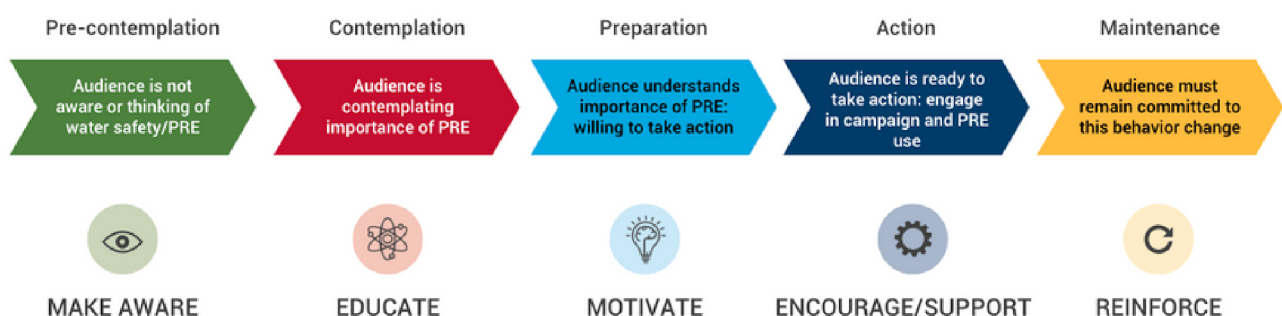 Pre-contemplation
Contemplation
Preparation
Action
Maintenance
Audience is not
aware or thinking of
water safety/PRE
Audience is
contemplating
importance of PRE
Audience understands
importance of PRE:
willing to take action
Audience is ready to
take action: engage
in campaign and PRE
use
Audience must
remain committed to
this behavior change
MAKE AWARE
EDUCATE
MOTIVATE
ENCOURAGE/SUPPORT
REINFORCE